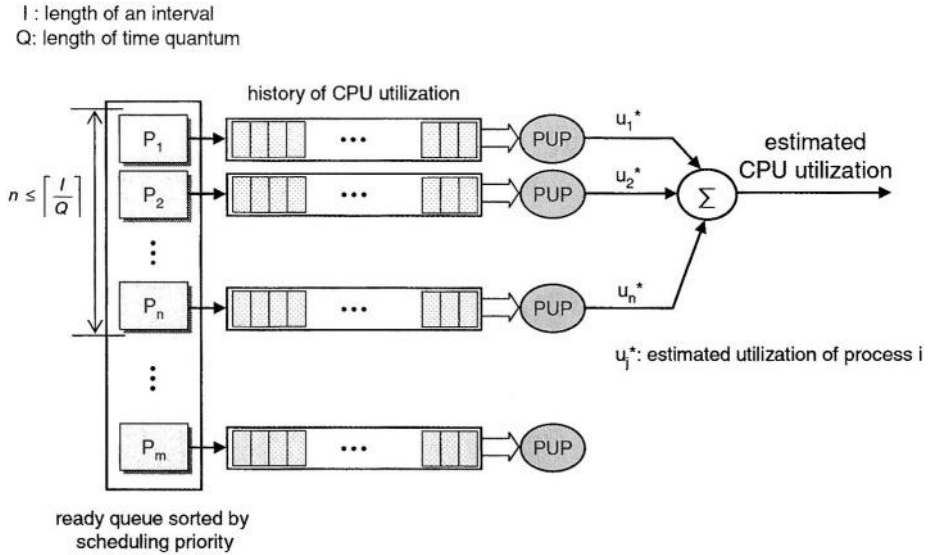 I : length of an interval
Q: length of time quantum
history of CPU utilization
P1
•••
PUP
u1*
estimated
CPU utilization
n ≤ ⌈I/Q⌉
P2
PUP
u2*
Σ
•••
Pn
•••
PUP
un*
uj*: estimated utilization of process i
•••
Pm
•••
PUP
ready queue sorted by
scheduling priority